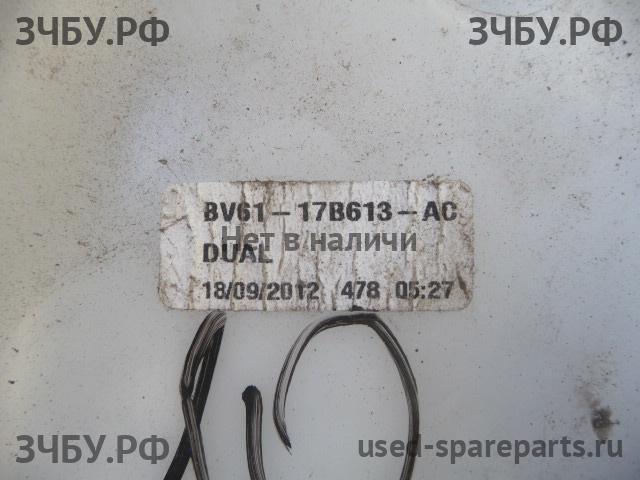 ЗЧБУ.РФ ЗЧБУ.РФ
BV61-17B613-AC
Нет в наличи
DUAL
18/09/2012 478 05:27
ЗЧБУ.РФ used-spareparts.ru